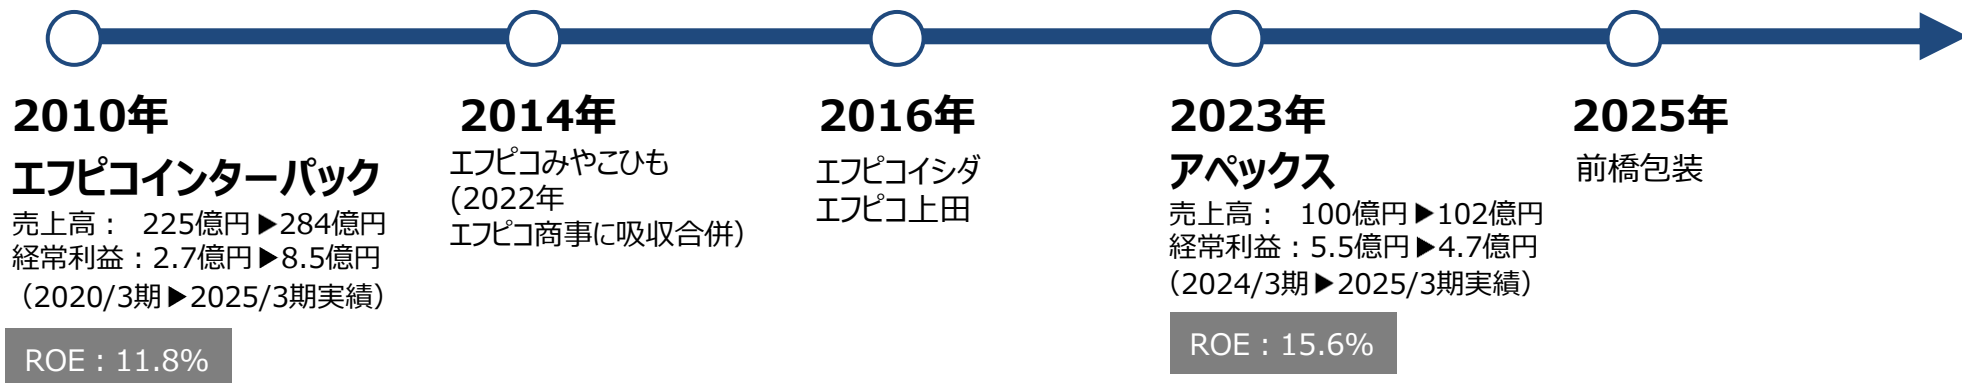 2010年
エフピコインターパック
売上高： 225億円▶284億円
経常利益：2.7億円▶8.5億円
（2020/3期▶2025/3期実績）
ROE：11.8%
2014年
エフピコみやこひも
(2022年
エフピコ商事に吸収合併）
2016年
エフピコイシダ
エフピコ上田
2023年
アペックス
売上高： 100億円▶102億円
経常利益：5.5億円▶4.7億円
（2024/3期▶2025/3期実績）
ROE：15.6%
2025年
前橋包装